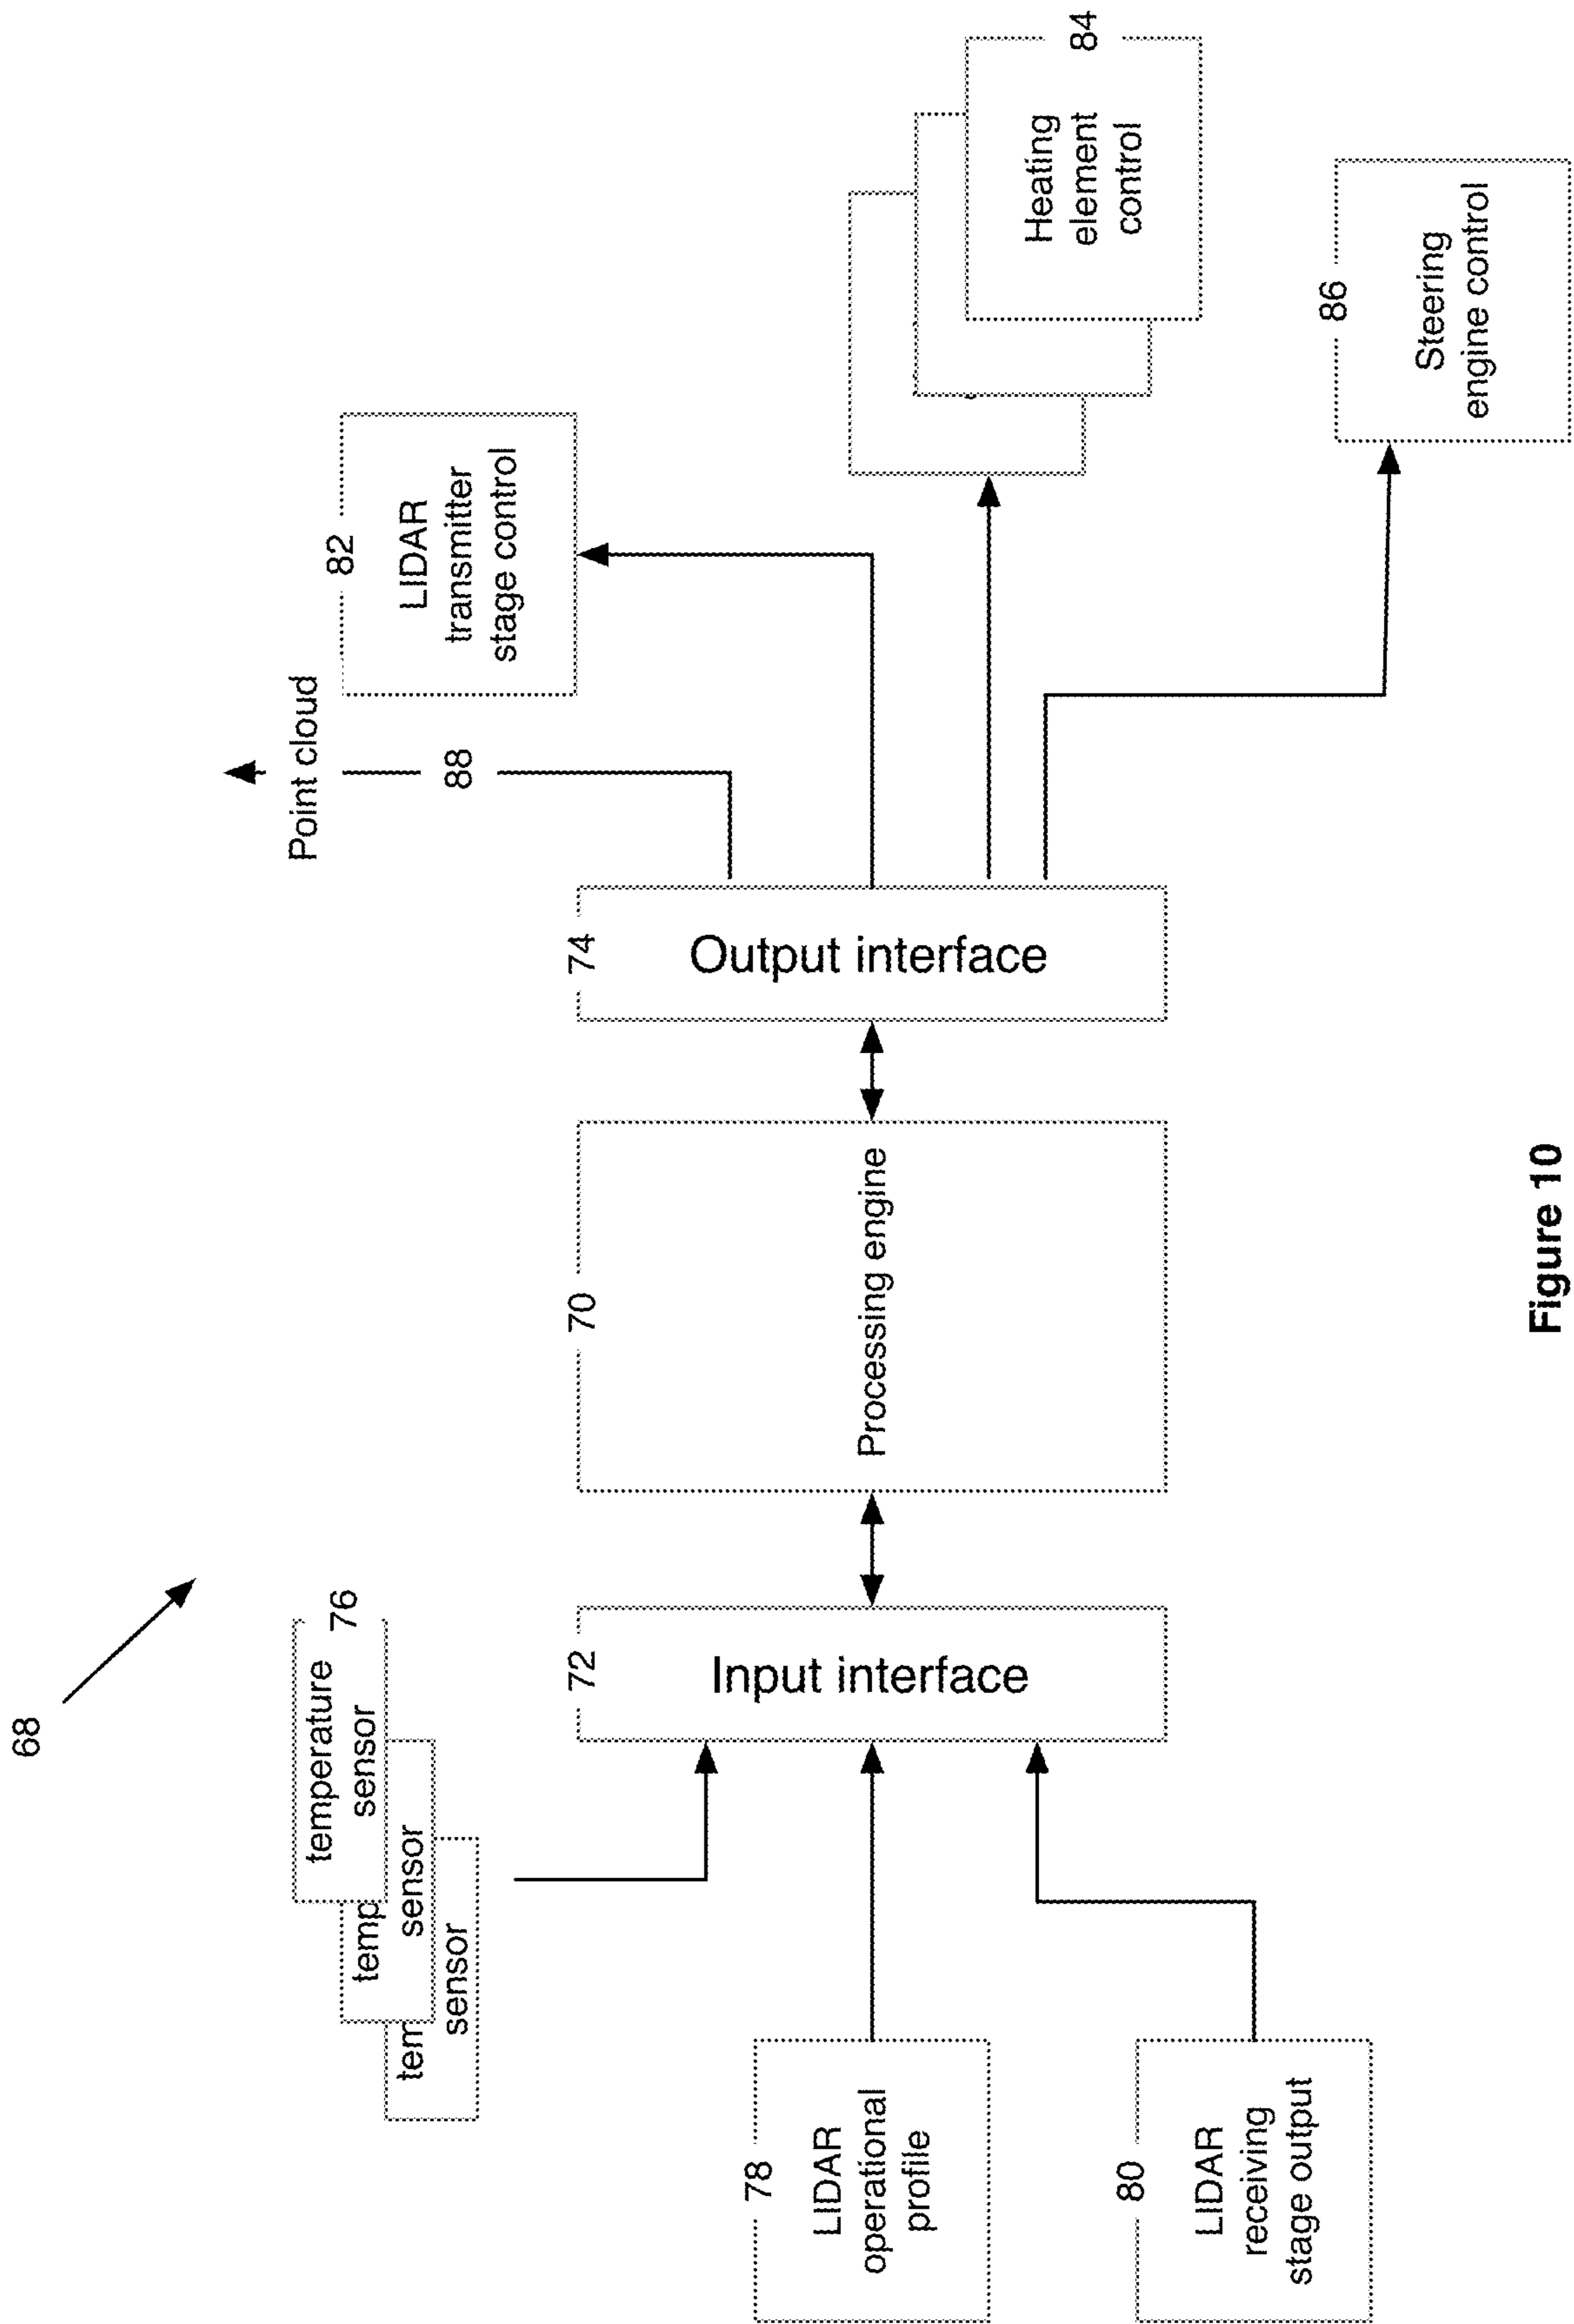 68
76
temperature
sensor
temp
sensor
tem
sensor
78
LIDAR
operational
profile
80
LIDAR
receiving
stage output
72
Input interface
70
Processing engine
74
Output interface
88
Point cloud
82
LIDAR
transmitter
stage control
84
Heating
element
control
86
Steering
engine control
Figure 10